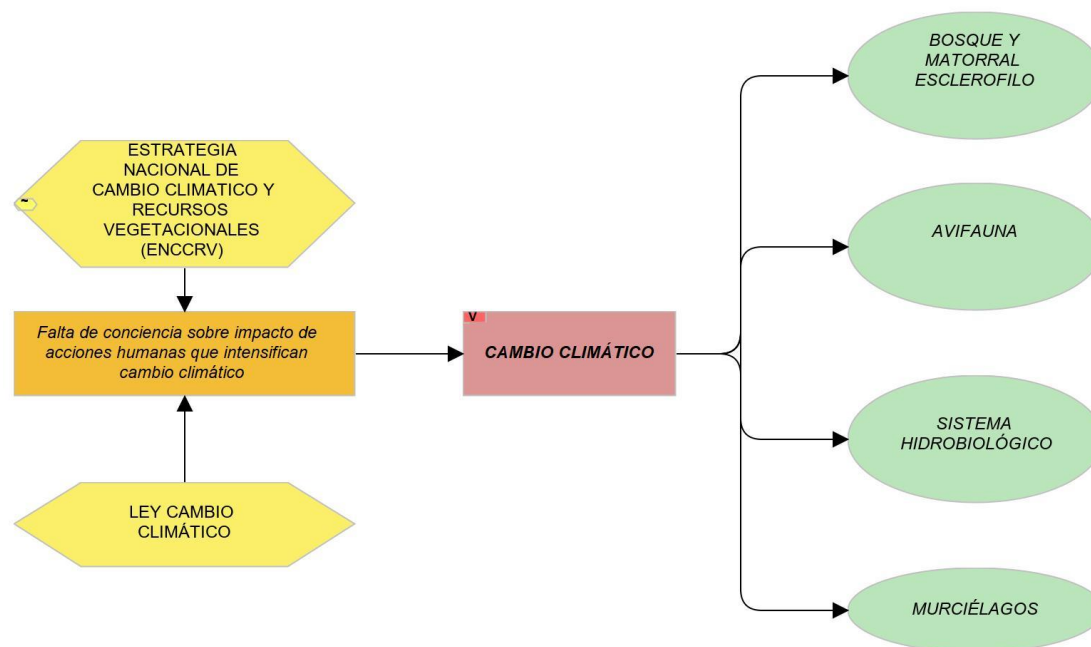 ESTRATEGIA
NACIONAL DE
CAMBIO CLIMATICO Y
RECURSOS
VEGETACIONALES
(ENCCRV)
~
Falta de conciencia sobre impacto de
acciones humanas que intensifican
cambio climático
LEY CAMBIO
CLIMÁTICO
V
CAMBIO CLIMÁTICO
BOSQUE Y
MATORRAL
ESCLEROFILO
AVIFAUNA
SISTEMA
HIDROBIOLÓGICO
MURCIÉLAGOS